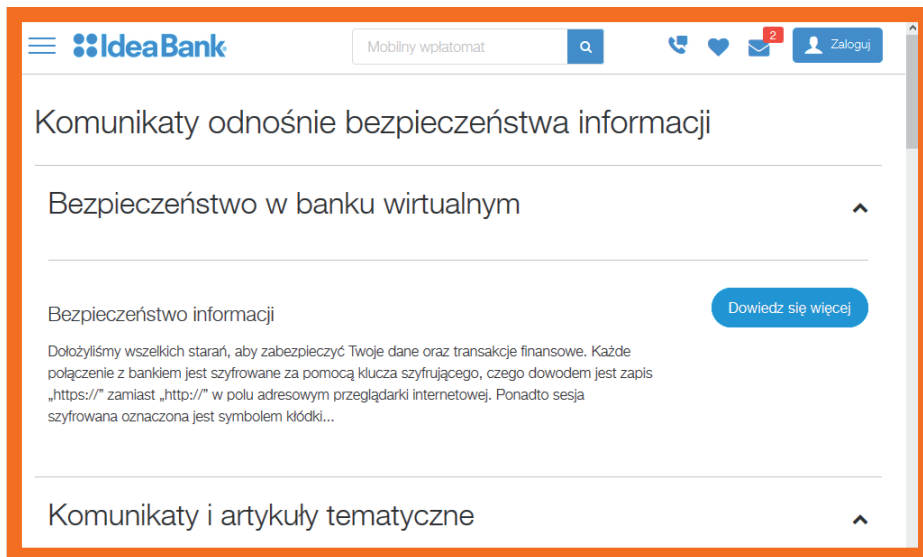 IdeaBank
Mobilny wpłatomat
2
Zaloguj
Komunikaty odnośnie bezpieczeństwa informacji
Bezpieczeństwo w banku wirtualnym
Bezpieczeństwo informacji
Dowiedz się więcej
Dołożyliśmy wszelkich starań, aby zabezpieczyć Twoje dane oraz transakcje finansowe. Każde
połączenie z bankiem jest szyfrowane za pomocą klucza szyfrującego, czego dowodem jest zapis
„https://” zamiast „http://” w polu adresowym przeglądarki internetowej. Ponadto sesja
szyfrowana oznaczona jest symbolem kłódki...
Komunikaty i artykuły tematyczne